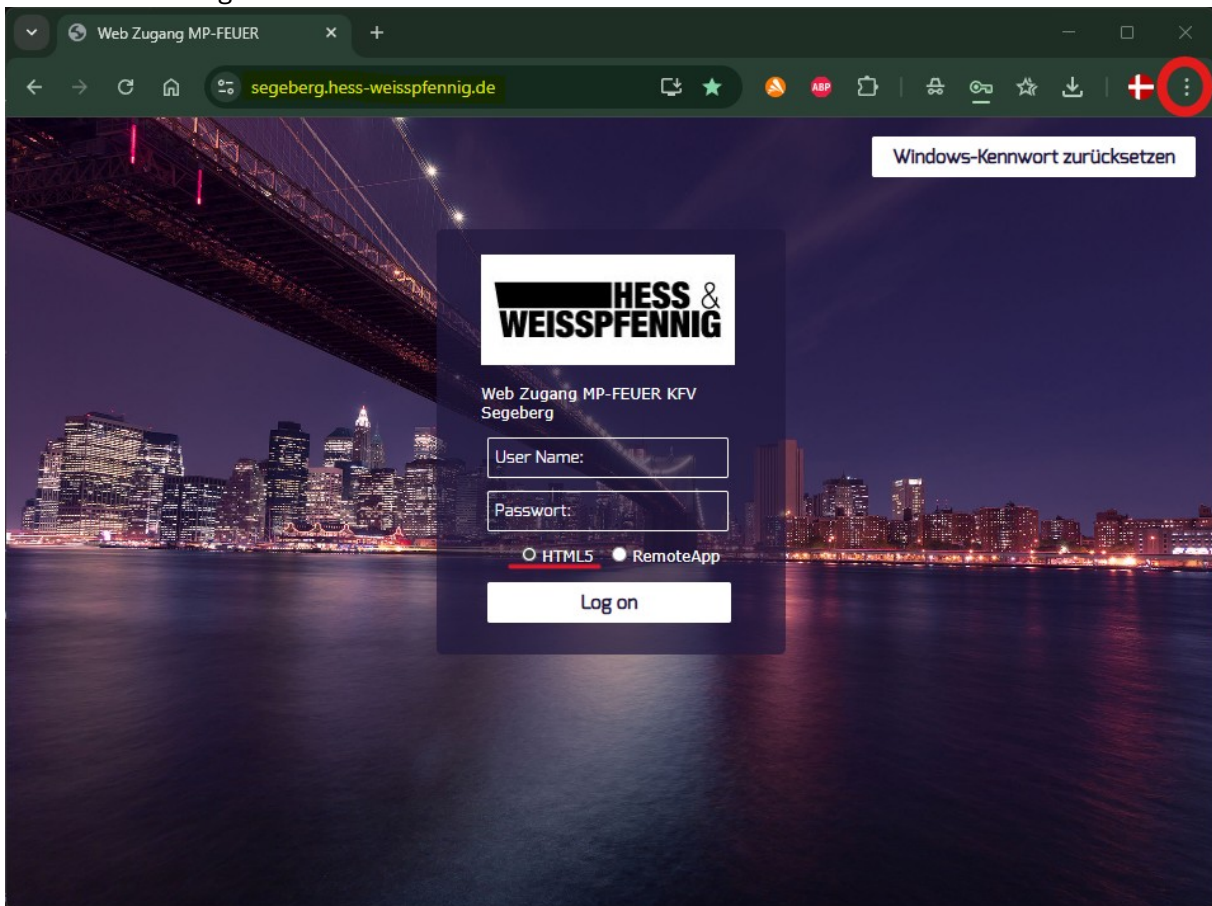 Web Zugang MP-FEUER
segeberg.hess-weisspfennig.de
ABP
Windows-Kennwort zurücksetzen
HESS &
WEISSPFENNIG
Web Zugang MP-FEUER KFV
Segeberg
User Name:
Passwort:
HTML5 RemoteApp
Log on